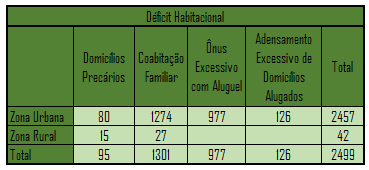 Déficit Habitacional
Domicílios Precários Coabitação Familiar Ônus Excessivo com Aluguel Adensamento Excessivo de Domicílios Alugados Total
Zona Urbana 80 1274 977 126 2457
Zona Rural 15 27 42
Total 95 1301 977 126 2499